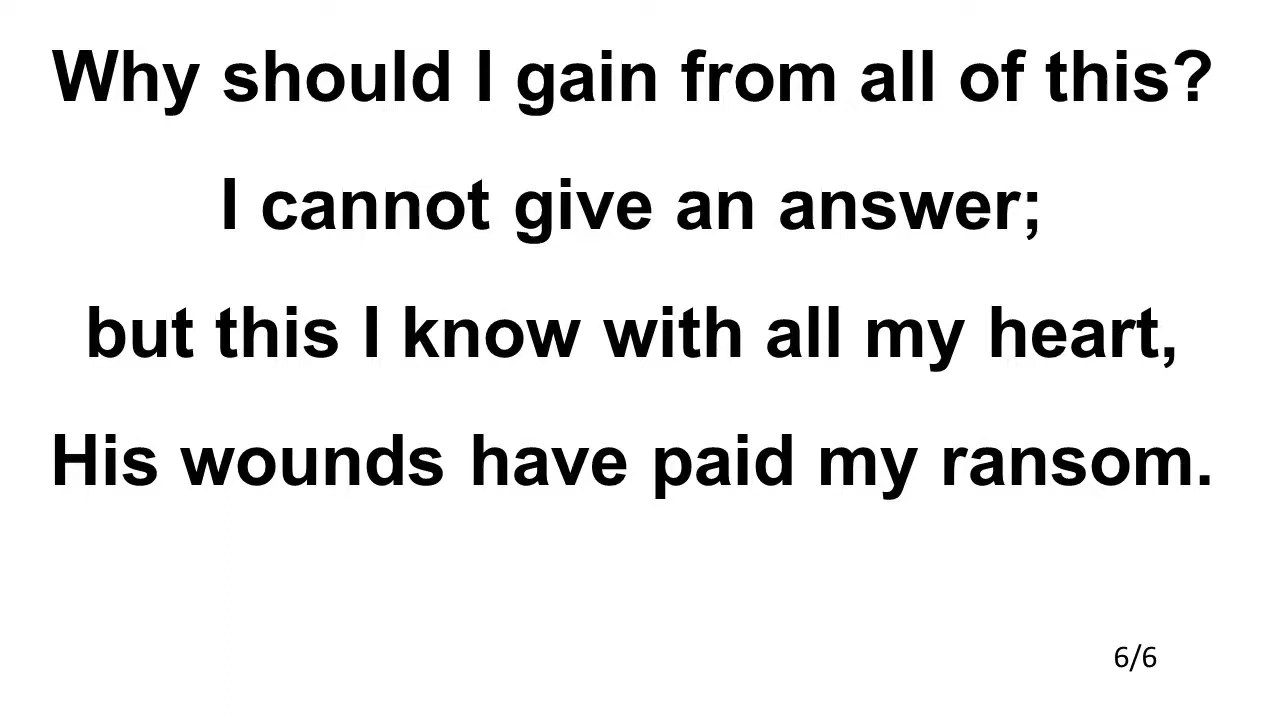 Why should I gain from all of this?
I cannot give an answer;
but this I know with all my heart,
His wounds have paid my ransom.
6/6